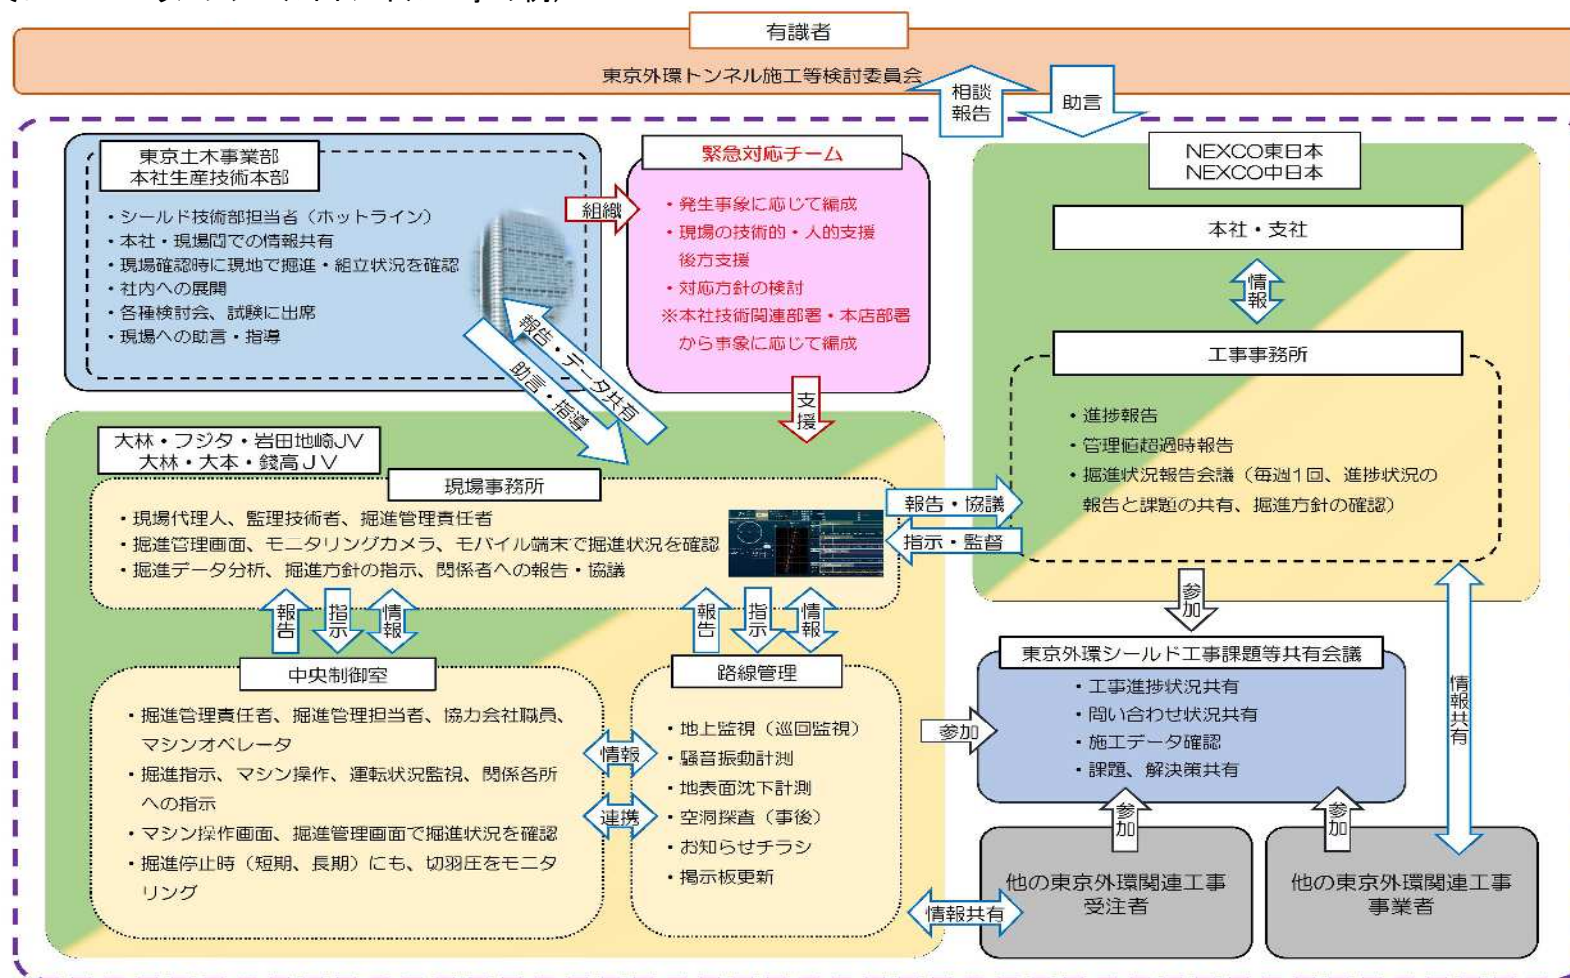 有識者
東京外環トンネル施工等検討委員会
相談
報告
助言
東京土木事業部
本社生産技術本部
・シールド技術部担当者（ホットライン）
・本社・現場間での情報共有
・現場確認時に現地で掘進・組立状況を確認
・社内への展開
・各種検討会、試験に出席
・現場への助言・指導
組織
緊急対応チーム
・発生事象に応じて編成
・現場の技術的・人的支援
後方支援
・対応方針の検討
※本社技術関連部署・本店部署
から事象に応じて編成
支援
報告・データ共有
助言・指導
NEXCO東日本
NEXCO中日本
本社・支社
情報
工事事務所
・進捗報告
・管理値超過時報告
・掘進状況報告会議（毎週1回、進捗状況の
報告と課題の共有、掘進方針の確認）
大林・フジタ・岩田地崎JV
大林・大本・錢高JV
現場事務所
・現場代理人、監理技術者、掘進管理責任者
・掘進管理画面、モニタリングカメラ、モバイル端末で掘進状況を確認
・掘進データ分析、掘進方針の指示、関係者への報告・協議
報告・協議
指示・監督
報告
指示
情報
報告
指示
情報
中央制御室
・掘進管理責任者、掘進管理担当者、協力会社職員、
マシンオペレータ
・掘進指示、マシン操作、運転状況監視、関係各所
への指示
・マシン操作画面、掘進管理画面で掘進状況を確認
・掘進停止時（短期、長期）にも、切羽圧をモニタ
リング
情報
連携
路線管理
・地上監視（巡回監視）
・騒音振動計測
・地表面沈下計測
・空洞探査（事後）
・お知らせチラシ
・掲示板更新
参加
参加
東京外環シールド工事課題等共有会議
・工事進捗状況共有
・問い合わせ状況共有
・施工データ確認
・課題、解決策共有
情報共有
参加
参加
情報共有
他の東京外環関連工事
受注者
他の東京外環関連工事
事業者